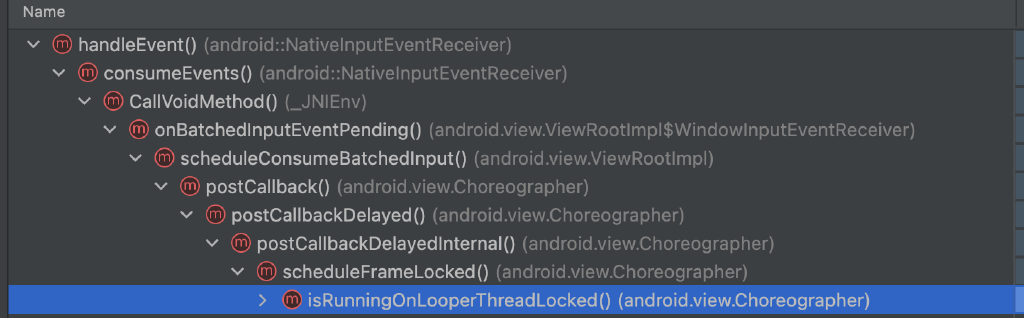 Name
handleEvent() (android::NativeInputEventReceiver)
consumeEvents() (android::NativeInputEventReceiver)
CallVoidMethod() (_JNIEnv)
onBatchedInputEventPending() (android.view.ViewRootImpl$WindowInputEventReceiver)
scheduleConsumeBatchedInput() (android.view.ViewRootImpl)
postCallback() (android.view.Choreographer)
postCallbackDelayed() (android.view.Choreographer)
postCallbackDelayedInternal() (android.view.Choreographer)
scheduleFrameLocked() (android.view.Choreographer)
isRunningOnLooperThreadLocked() (android.view.Choreographer)